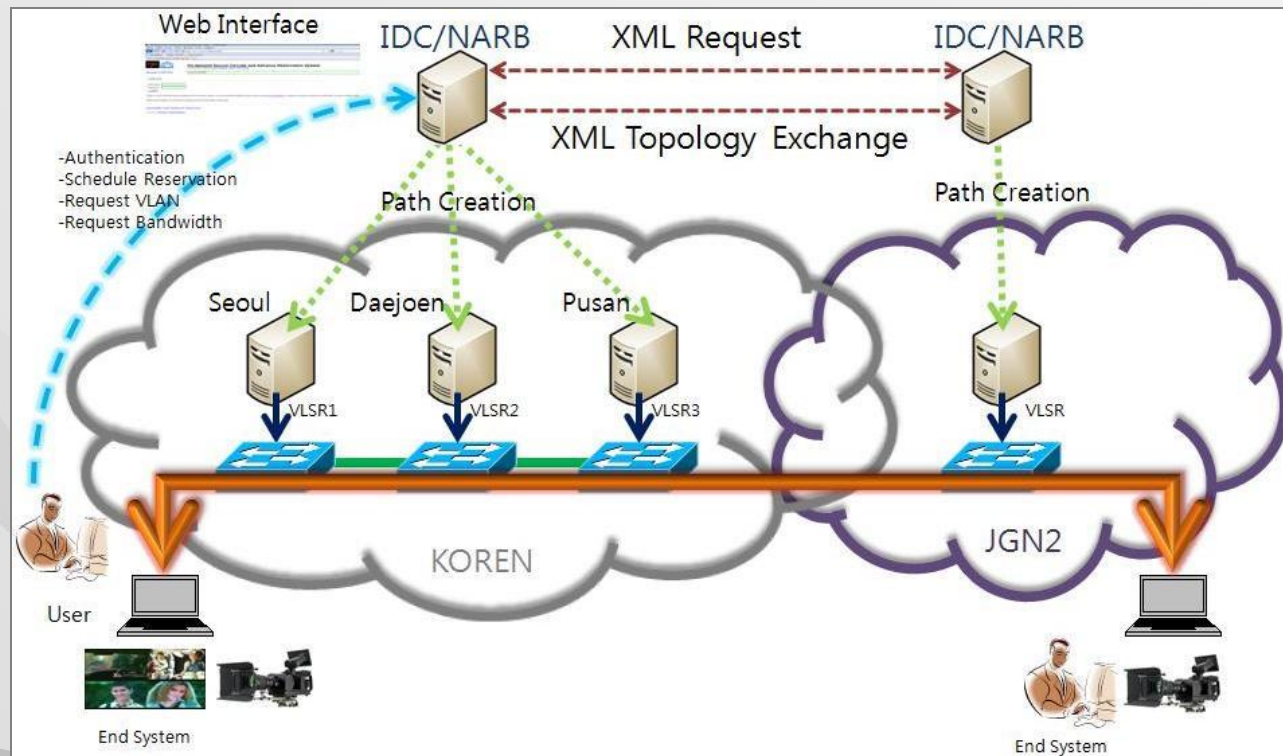 Web Interface
IDC/NARB
XML Request
IDC/NARB
XML Topology Exchange
-Authentication
-Schedule Reservation
-Request VLAN
-Request Bandwidth
Path Creation
Path Creation
Seoul
Daejoen
Pusan
VLSR1
VLSR2
VLSR3
VLSR
KOREN
JGN2
User
End System
End System